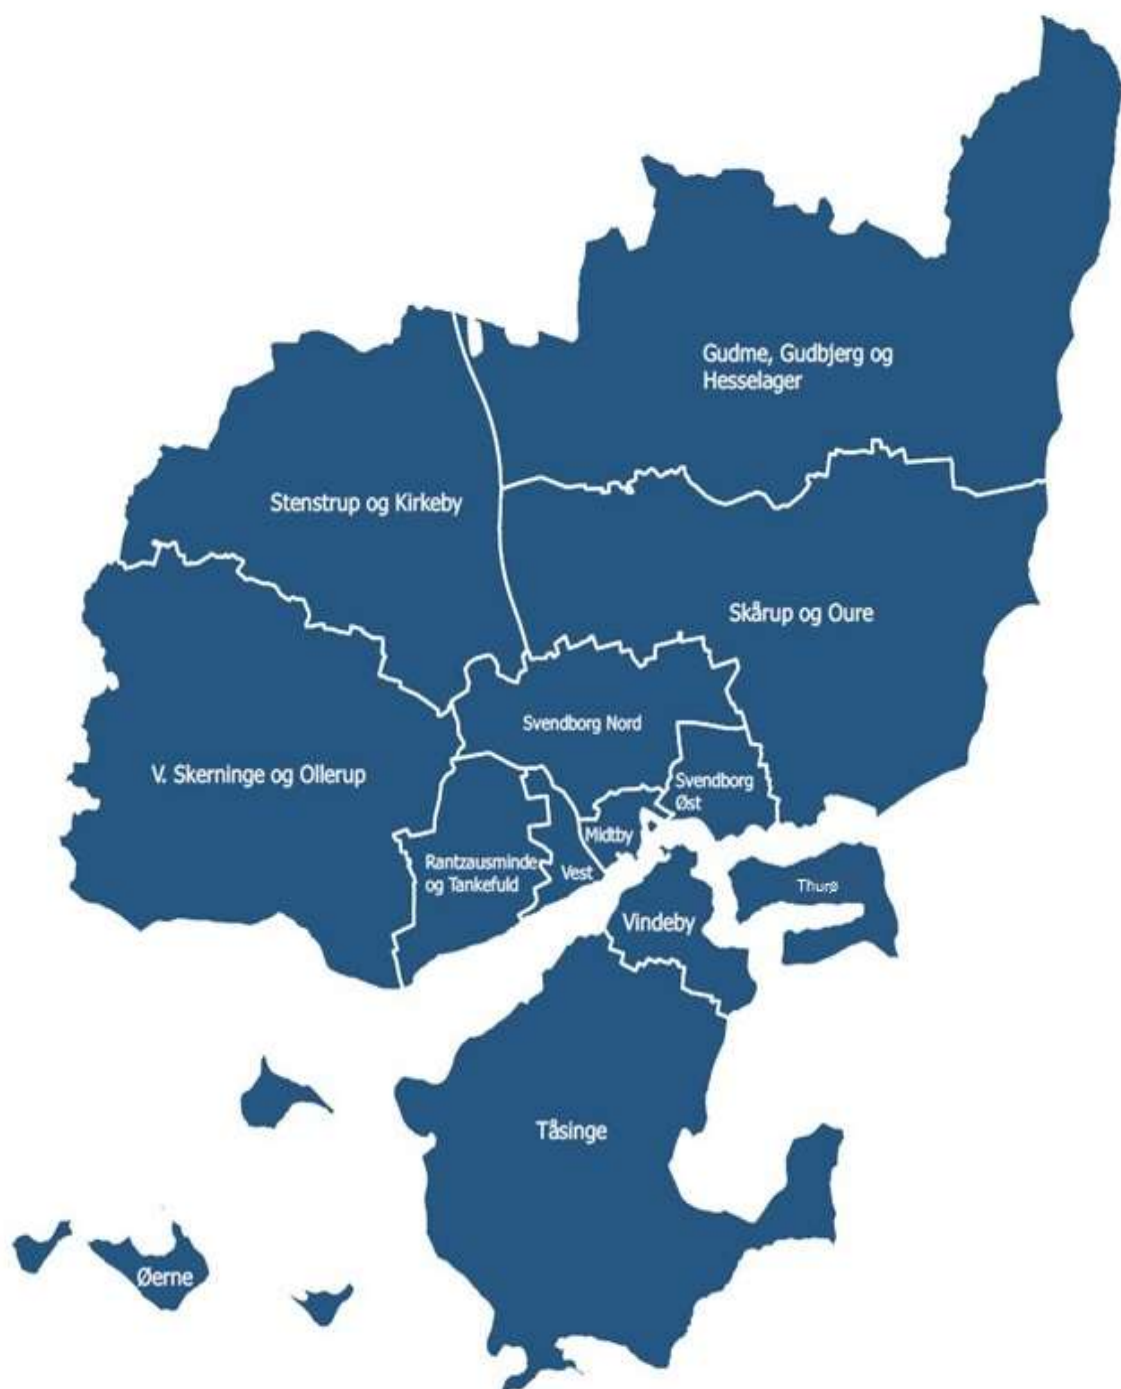 Gudme, Gudbjerg og
Hesselager
Stenstrup og Kirkeby
Skårup og Oure
Svendborg Nord
V. Skerninge og Ollerup
Svendborg
Øst
Midtby
Rantzausminde
og Tankefuld
Vest
Thurø
Vindeby
Tåsinge
Øerne